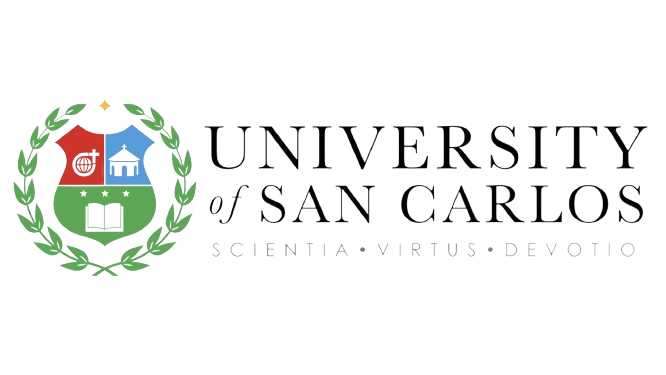 UNIVERSITY
of SAN CARLOS
SCIENTIA • VIRTUS • DEVOTIO